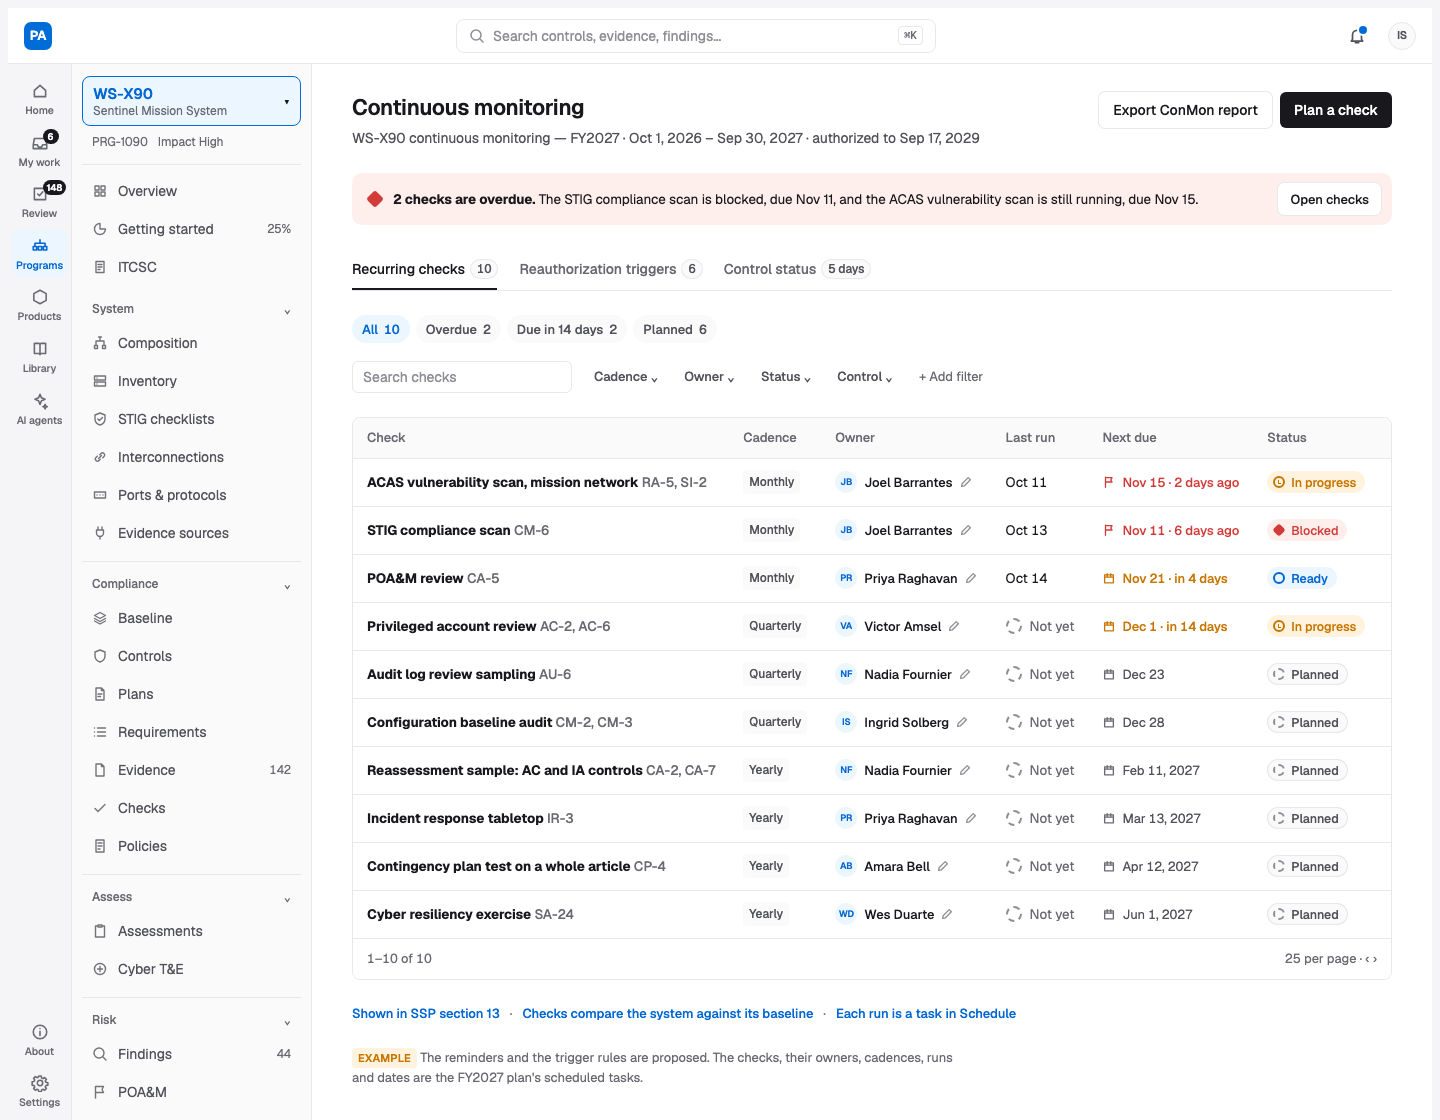 PA
Search controls, evidence, findings...
⌘K
IS
Home
6
My work
148
Review
Programs
Products
Library
AI agents
About
Settings
WS-X90
Sentinel Mission System
PRG-1090 Impact High
Overview
Getting started 25%
ITCSC
System
Composition
Inventory
STIG checklists
Interconnections
Ports & protocols
Evidence sources
Compliance
Baseline
Controls
Plans
Requirements
Evidence 142
Checks
Policies
Assess
Assessments
Cyber T&E
Risk
Findings 44
POA&M
Continuous monitoring
WS-X90 continuous monitoring — FY2027 · Oct 1, 2026 – Sep 30, 2027 · authorized to Sep 17, 2029
Export ConMon report
Plan a check
2 checks are overdue. The STIG compliance scan is blocked, due Nov 11, and the ACAS vulnerability scan is still running, due Nov 15.
Open checks
Recurring checks 10 Reauthorization triggers 6 Control status 5 days
All 10 Overdue 2 Due in 14 days 2 Planned 6
Search checks Cadence Owner Status Control + Add filter
Check Cadence Owner Last run Next due Status
ACAS vulnerability scan, mission network RA-5, SI-2 Monthly JB Joel Barrantes Oct 11 Nov 15 · 2 days ago In progress
STIG compliance scan CM-6 Monthly JB Joel Barrantes Oct 13 Nov 11 · 6 days ago Blocked
POA&M review CA-5 Monthly PR Priya Raghavan Oct 14 Nov 21 · in 4 days Ready
Privileged account review AC-2, AC-6 Quarterly VA Victor Amsel Not yet Dec 1 · in 14 days In progress
Audit log review sampling AU-6 Quarterly NF Nadia Fournier Not yet Dec 23 Planned
Configuration baseline audit CM-2, CM-3 Quarterly IS Ingrid Solberg Not yet Dec 28 Planned
Reassessment sample: AC and IA controls CA-2, CA-7 Yearly NF Nadia Fournier Not yet Feb 11, 2027 Planned
Incident response tabletop IR-3 Yearly PR Priya Raghavan Not yet Mar 13, 2027 Planned
Contingency plan test on a whole article CP-4 Yearly AB Amara Bell Not yet Apr 12, 2027 Planned
Cyber resiliency exercise SA-24 Yearly WD Wes Duarte Not yet Jun 1, 2027 Planned
1–10 of 10 25 per page · ‹ ›
Shown in SSP section 13 · Checks compare the system against its baseline · Each run is a task in Schedule
EXAMPLE The reminders and the trigger rules are proposed. The checks, their owners, cadences, runs
and dates are the FY2027 plan's scheduled tasks.